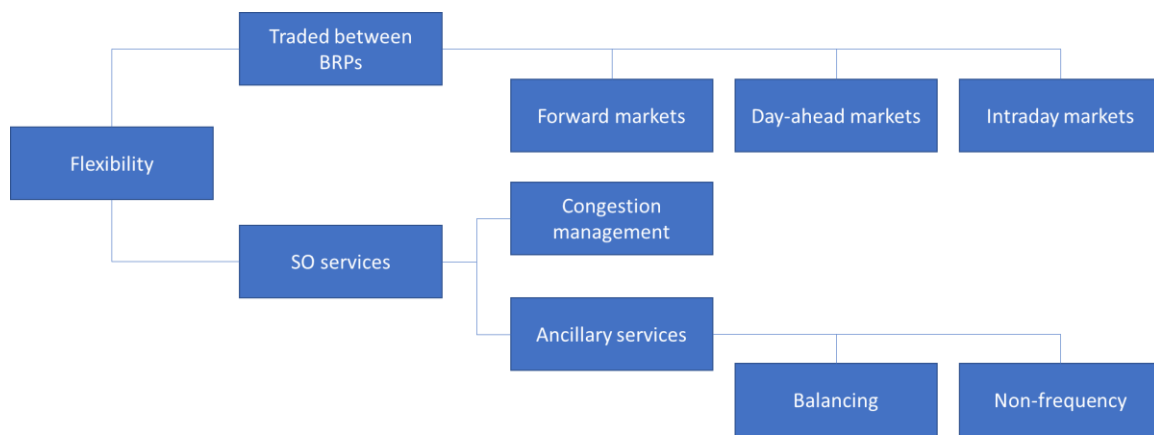 Traded between
BRPs
Forward markets
Day-ahead markets
Intraday markets
Flexibility
Congestion
management
SO services
Ancillary services
Balancing
Non-frequency